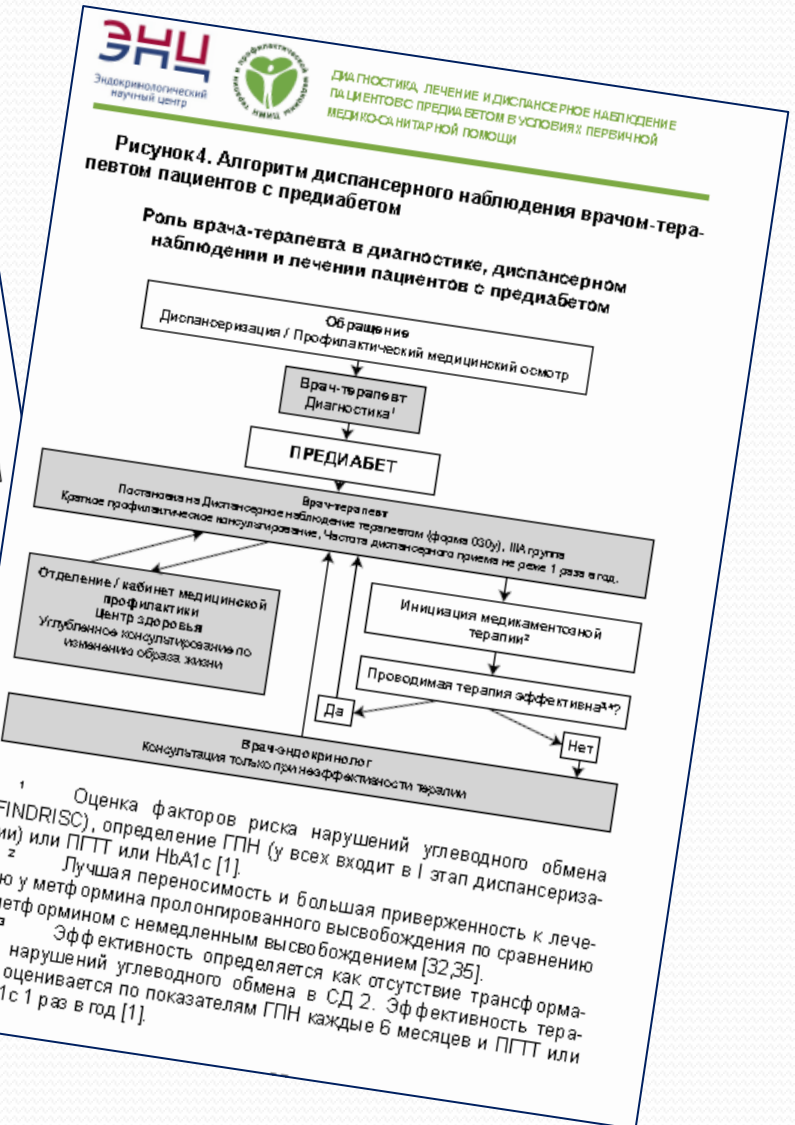 ЭНЦ
Эндокринологический
научный центр
ДИАГНОСТИКА, ЛЕЧЕНИЕ И ДИСПАНСЕРНОЕ НАБЛЮДЕНИЕ
ПАЦИЕНТОВ С ПРЕДИАБЕТОМ В УСЛОВИЯХ ПЕРВИЧНОЙ
МЕДИКО-САНИТАРНОЙ ПОМОЩИ
Рисунок 4. Алгоритм диспансерного наблюдения врачом-тера-
певтом пациентов с предиабетом
Роль врача-терапевта в диагностике, диспансерном
наблюдении и лечении пациентов с предиабетом
Обращение
Диспансеризация / Профилактический медицинский осмотр
Врач-терапевт
Диагностика¹
ПРЕДИАБЕТ
Врач-терапевт
Постановка на Диспансерное наблюдение терапевтом (форма 030у), IIIА группа
Краткое профилактическое консультирование, Частота диспансерного приема не реже 1 раза в год.
Отделение / кабинет медицинской
профилактики
Центр здоровья
Углубленное консультирование по
изменению образа жизни
Инициация медикаментозной
терапии²
Проводимая терапия эффективна³,⁴?
Да
Нет
Врач-эндокринолог
Консультация только при неэффективности терапии
¹ Оценка факторов риска нарушений углеводного обмена
FINDRISC), определение ГПН (у всех входит в I этап диспансериза-
ии) или ПГТТ или HbA1c [1].
² Лучшая переносимость и большая приверженность к лече-
ю у метформина пролонгированного высвобождения по сравнению
етформином с немедленным высвобождением [32,35].
³ Эффективность определяется как отсутствие трансформа-
нарушений углеводного обмена в СД 2. Эффективность тера-
оценивается по показателям ГПН каждые 6 месяцев и ПГТТ или
1c 1 раз в год [1].